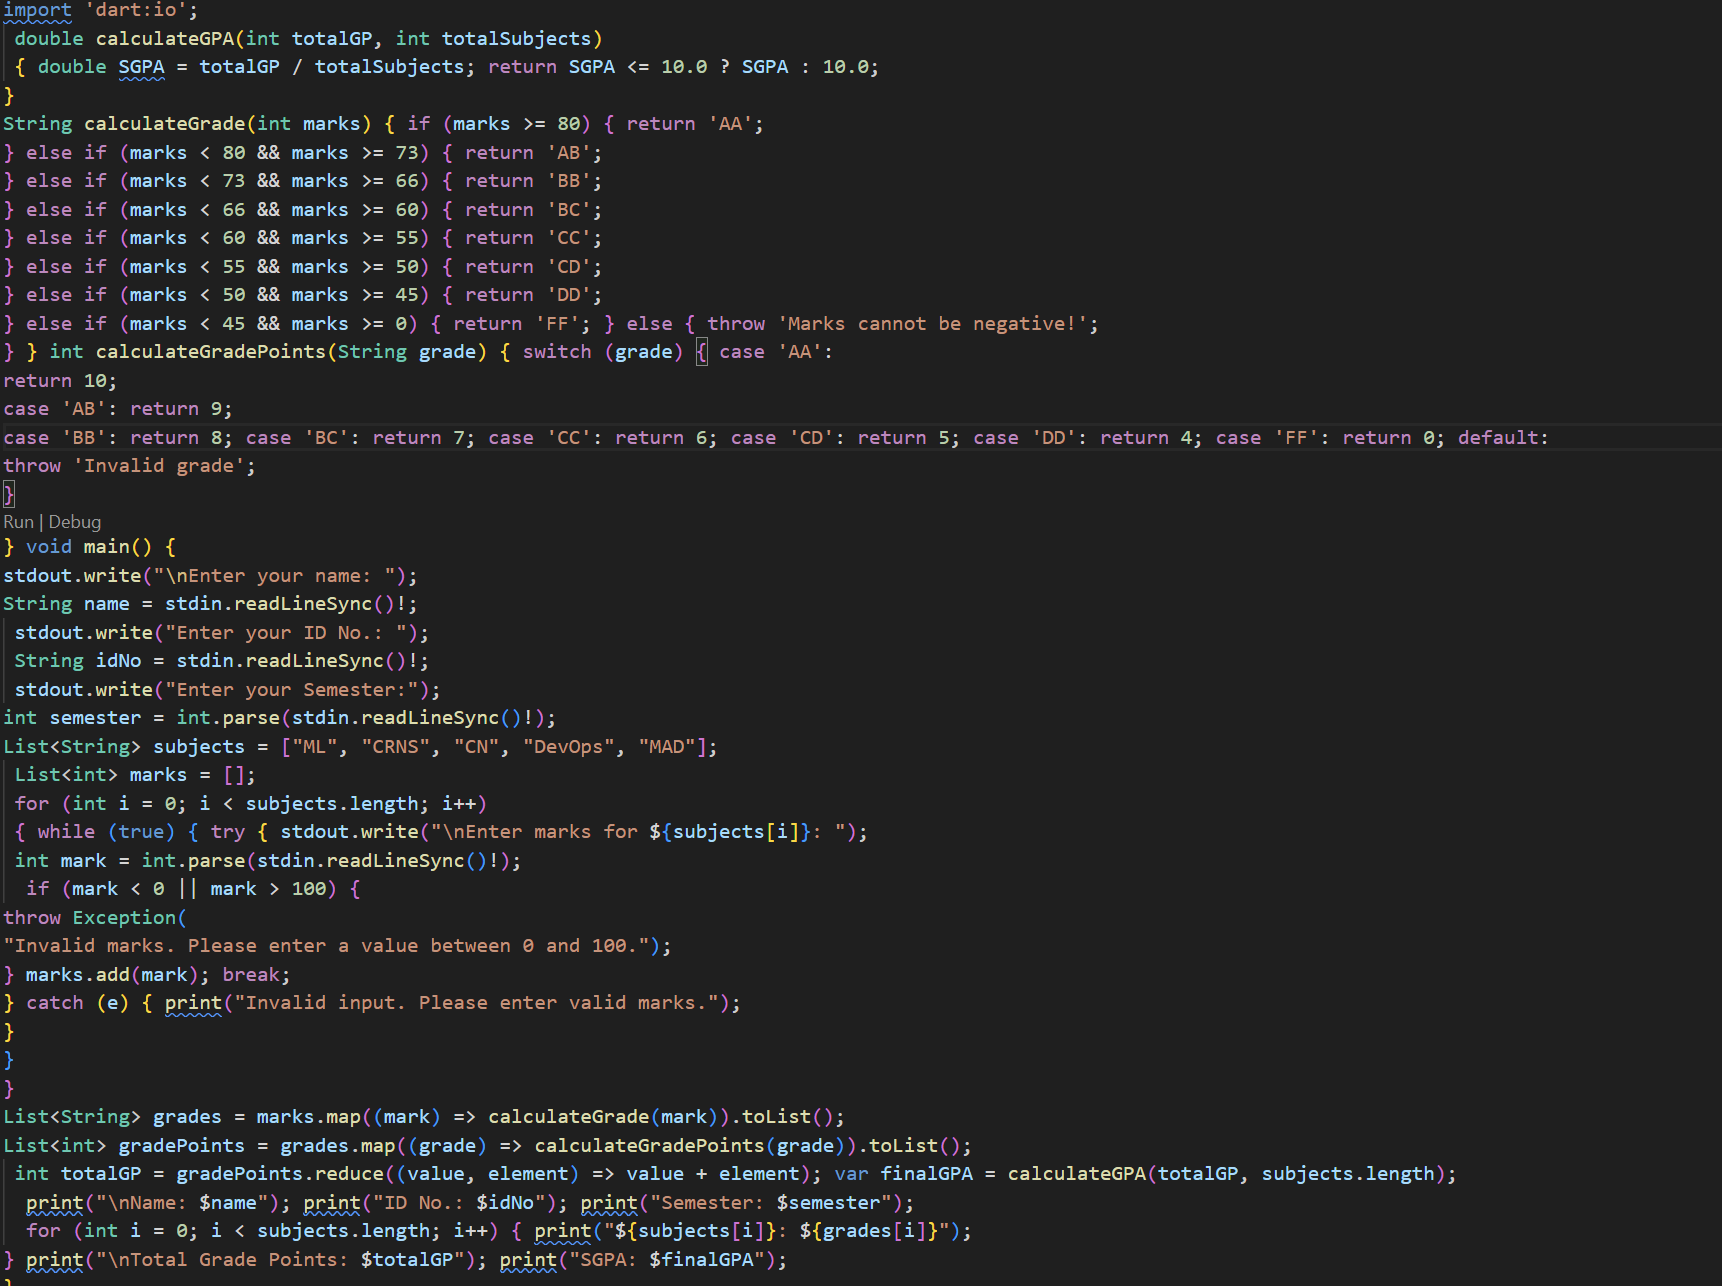 import 'dart:io';
double calculateGPA(int totalGP, int totalSubjects)
{ double SGPA = totalGP / totalSubjects; return SGPA <= 10.0 ? SGPA : 10.0;
}
String calculateGrade(int marks) { if (marks >= 80) { return 'AA';
} else if (marks < 80 && marks >= 73) { return 'AB';
} else if (marks < 73 && marks >= 66) { return 'BB';
} else if (marks < 66 && marks >= 60) { return 'BC';
} else if (marks < 60 && marks >= 55) { return 'CC';
} else if (marks < 55 && marks >= 50) { return 'CD';
} else if (marks < 50 && marks >= 45) { return 'DD';
} else if (marks < 45 && marks >= 0) { return 'FF'; } else { throw 'Marks cannot be negative!';
} } int calculateGradePoints(String grade) { switch (grade) { case 'AA':
return 10;
case 'AB': return 9;
case 'BB': return 8; case 'BC': return 7; case 'CC': return 6; case 'CD': return 5; case 'DD': return 4; case 'FF': return 0; default:
throw 'Invalid grade';
}
Run | Debug
} void main() {
stdout.write("\nEnter your name: ");
String name = stdin.readLineSync()!;
stdout.write("Enter your ID No.: ");
String idNo = stdin.readLineSync()!;
stdout.write("Enter your Semester:");
int semester = int.parse(stdin.readLineSync()!);
List<String> subjects = ["ML", "CRNS", "CN", "DevOps", "MAD"];
List<int> marks = [];
for (int i = 0; i < subjects.length; i++)
{ while (true) { try { stdout.write("\nEnter marks for ${subjects[i]}: ");
int mark = int.parse(stdin.readLineSync()!);
if (mark < 0 || mark > 100) {
throw Exception(
"Invalid marks. Please enter a value between 0 and 100.");
} marks.add(mark); break;
} catch (e) { print("Invalid input. Please enter valid marks.");
}
}
}
List<String> grades = marks.map((mark) => calculateGrade(mark)).toList();
List<int> gradePoints = grades.map((grade) => calculateGradePoints(grade)).toList();
int totalGP = gradePoints.reduce((value, element) => value + element); var finalGPA = calculateGPA(totalGP, subjects.length);
print("\nName: $name"); print("ID No.: $idNo"); print("Semester: $semester");
for (int i = 0; i < subjects.length; i++) { print("${subjects[i]}: ${grades[i]}");
} print("\nTotal Grade Points: $totalGP"); print("SGPA: $finalGPA");
}